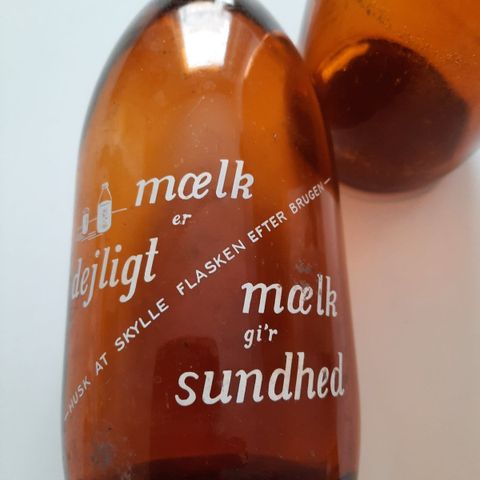 mælk
er
dejligt
—HUSK AT SKYLLE FLASKEN EFTER BRUGEN—
mælk
gi'r
sundhed